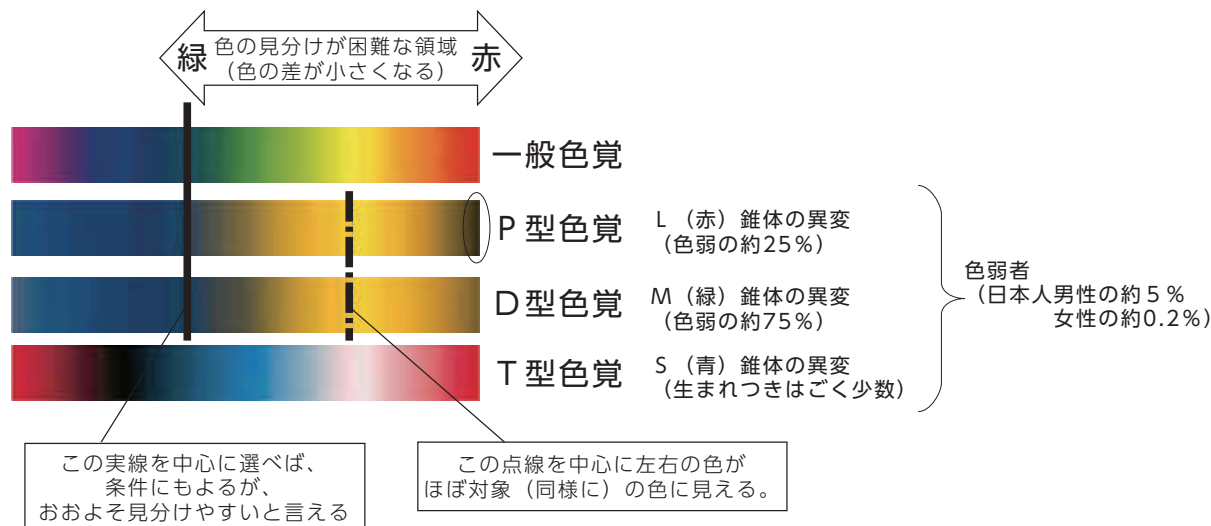 緑
色の見分けが困難な領域
（色の差が小さくなる）
赤
一般色覚
P型色覚
L（赤）錐体の異変
（色弱の約25％）
D型色覚
M（緑）錐体の異変
（色弱の約75％）
T型色覚
S（青）錐体の異変
（生まれつきはごく少数）
色弱者
（日本人男性の約５％
女性の約0.2％）
この実線を中心に選べば、
条件にもよるが、
おおよそ見分けやすいと言える
この点線を中心に左右の色が
ほぼ対象（同様に）の色に見える。